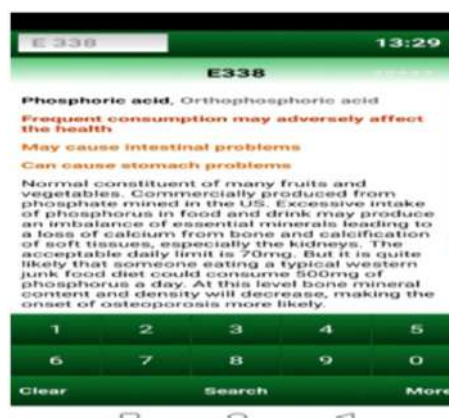 E 338
13:29
E338
Phosphoric acid, Orthophosphoric acid
Frequent consumption may adversely affect
the health
May cause intestinal problems
Can cause stomach problems
Normal constituent of many fruits and
vegetables. Commercially produced from
phosphate mined in the US. Excessive intake
of phosphorus in food and drink may produce
an imbalance of essential minerals leading to
a loss of calcium from bone and calcification
of soft tissues, especially the kidneys. The
acceptable daily limit is 70mg. But it is quite
likely that someone eating a typical western
junk food diet could consume 500mg of
phosphorus a day. At this level bone mineral
content and density will decrease, making the
onset of osteoporosis more likely.
1 2 3 4 5
6 7 8 9 0
Clear Search More